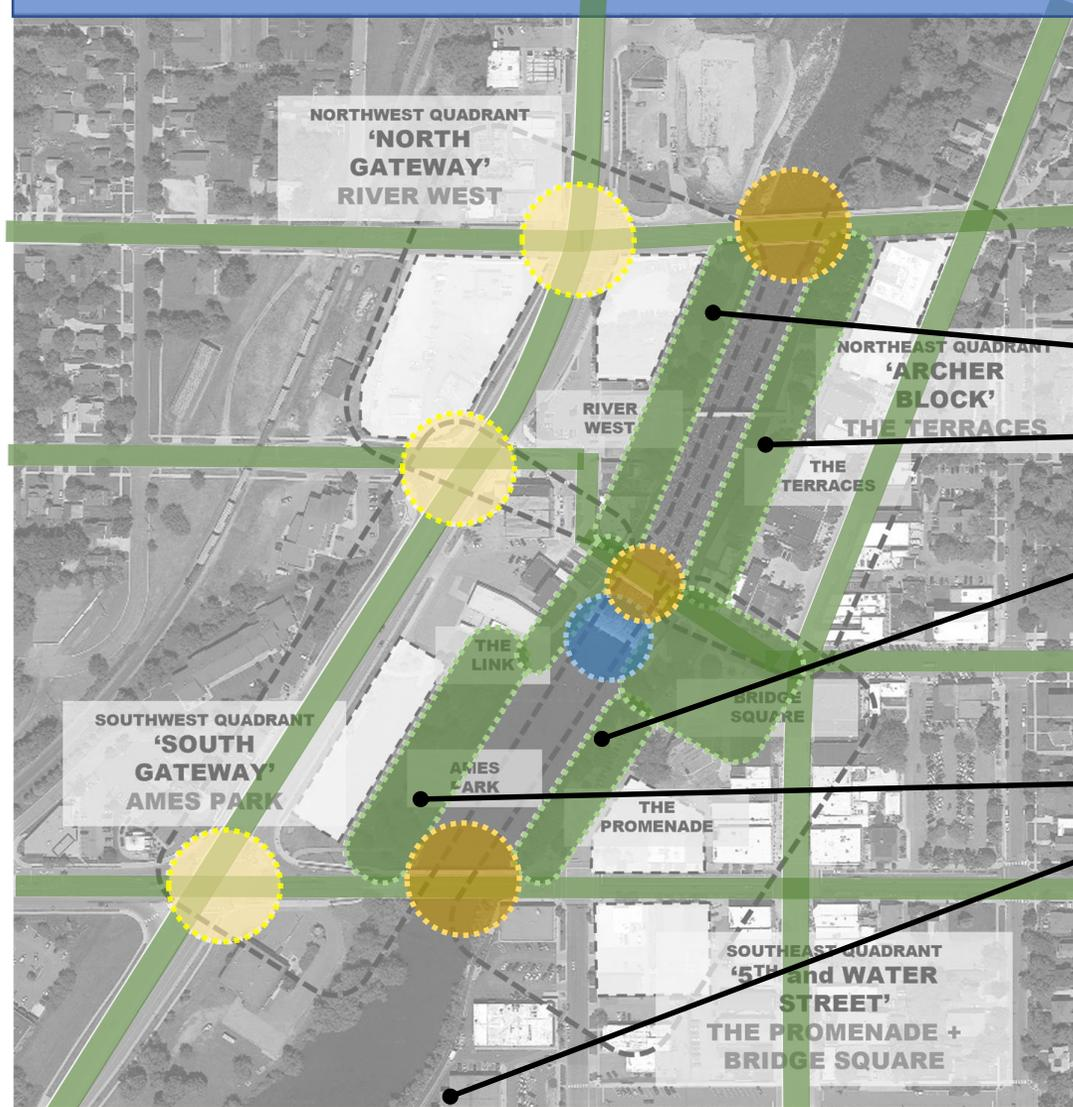 NORTHWEST QUADRANT
‘NORTH
GATEWAY’
RIVER WEST
NORTHEAST QUADRANT
‘ARCHER
BLOCK’
THE TERRACES
RIVER
WEST
THE
TERRACES
THE
LINK
BRIDGE
SQUARE
SOUTHWEST QUADRANT
‘SOUTH
GATEWAY’
AMES PARK
AMES
PARK
THE
PROMENADE
SOUTHEAST QUADRANT
‘5TH and WATER
STREET’
THE PROMENADE +
BRIDGE SQUARE